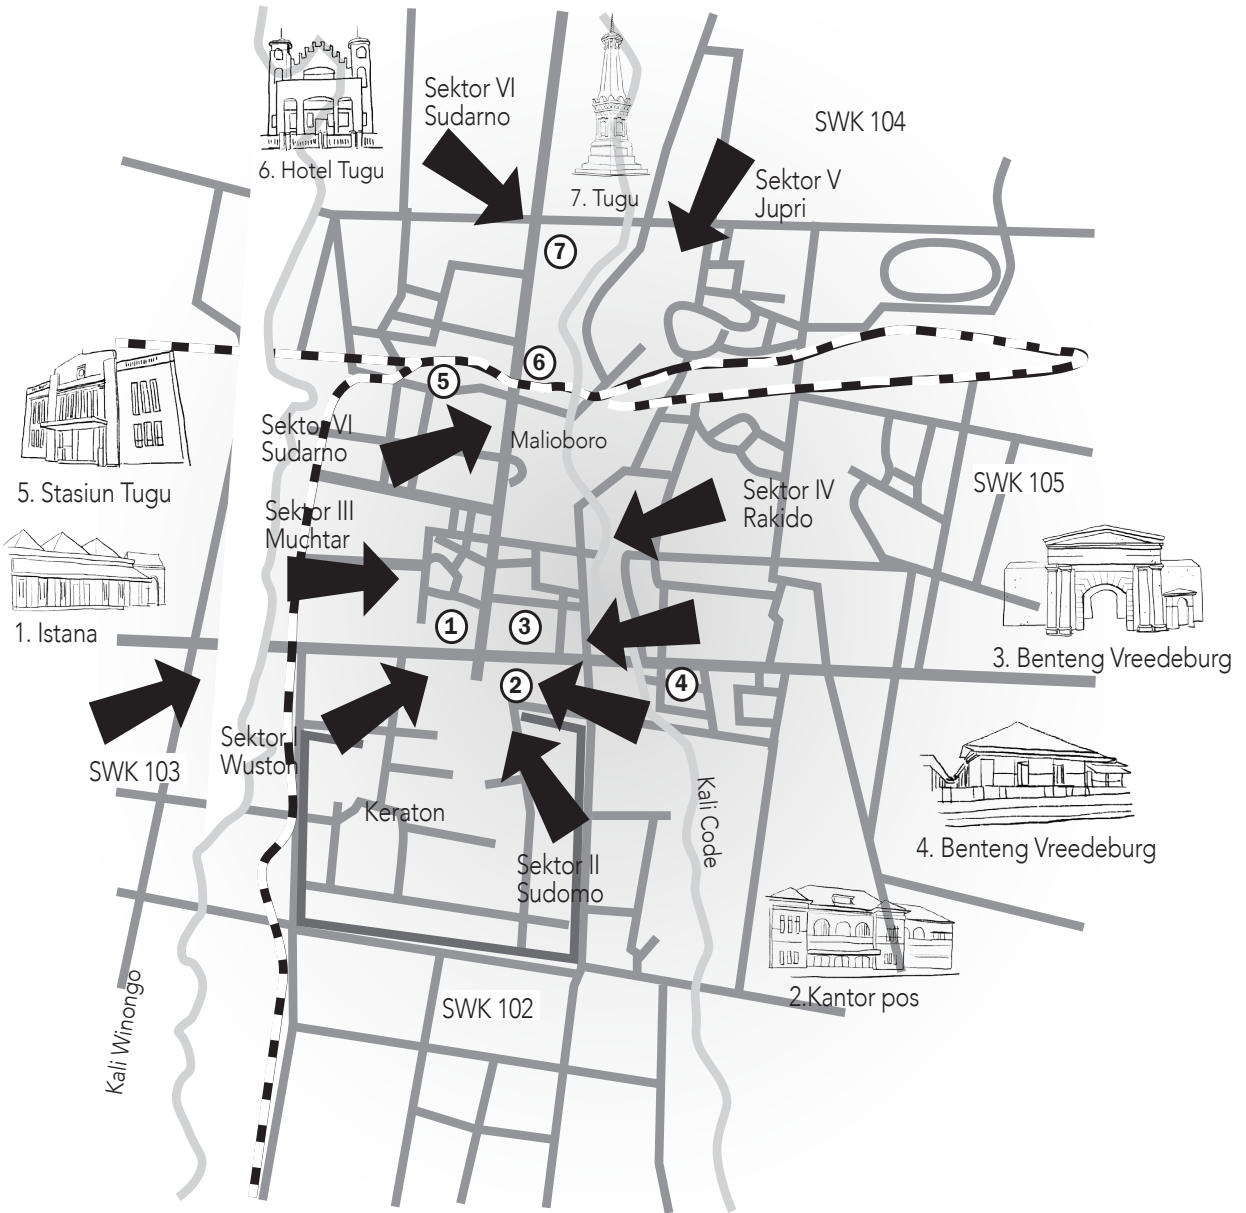 Sektor VI
Sudarno
SWK 104
6. Hotel Tugu
7. Tugu
Sektor V
Jupri
7
6
5
Sektor VI
Sudarno
Malioboro
5. Stasiun Tugu
SWK 105
Sektor IV
Rakido
Sektor III
Muchtar
1. Istana
1
3
3. Benteng Vreedeburg
2
4
Sektor I
Wuston
SWK 103
Keraton
Kali Code
4. Benteng Vreedeburg
Sektor II
Sudomo
2.Kantor pos
SWK 102
Kali Winongo